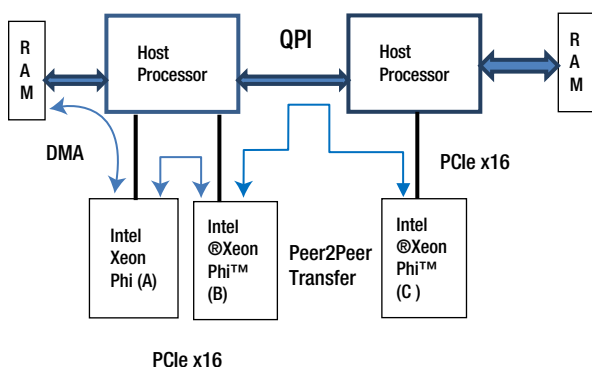 R
A
M
Host
Processor
QPI
Host
Processor
R
A
M
DMA
PCIe x16
Intel
Xeon
Phi (A)
Intel
®Xeon
Phi™
(B)
Peer2Peer
Transfer
Intel
®Xeon
Phi™
(C )
PCIe x16